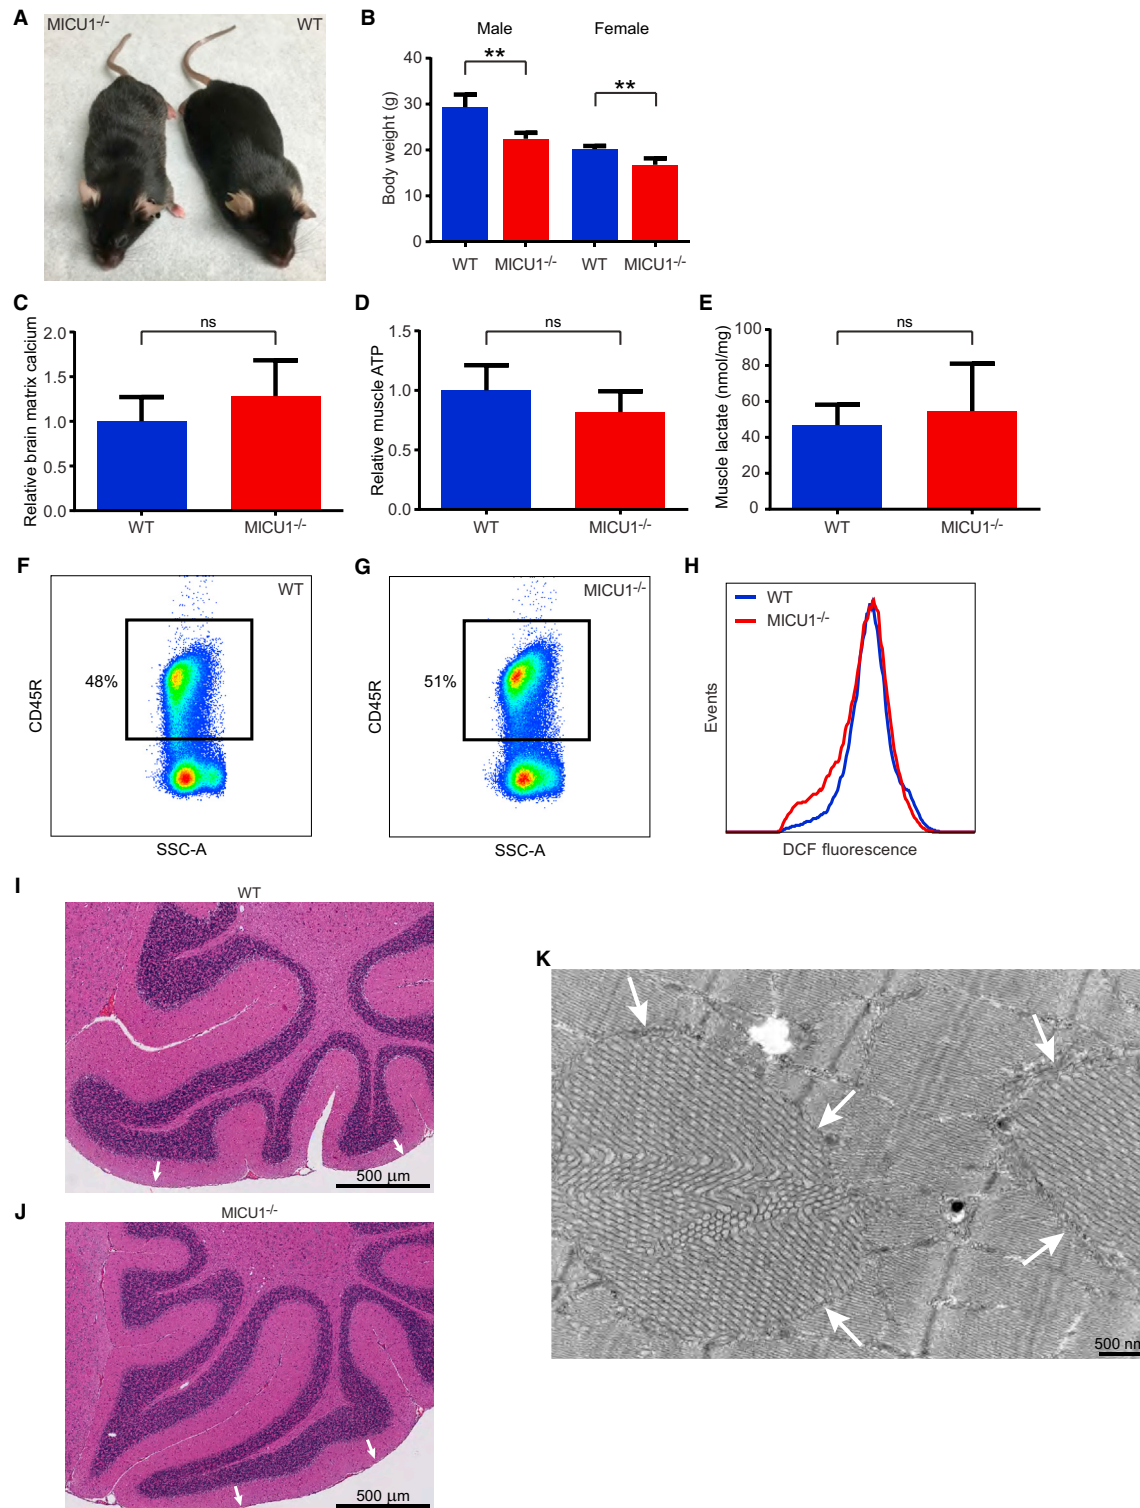 A
MICU1-/- WT
B
Male Female
** **
Body weight (g)
40
30
20
10
0
WT MICU1-/- WT MICU1-/-
C
ns
Relative brain matrix calcium
2.0
1.5
1.0
0.5
0.0
WT MICU1-/-
D
ns
Relative muscle ATP
1.5
1.0
0.5
0.0
WT MICU1-/-
E
ns
Muscle lactate (nmol/mg)
100
80
60
40
20
0
WT MICU1-/-
F
WT
48%
CD45R
SSC-A
G
MICU1-/-
51%
CD45R
SSC-A
H
WT
MICU1-/-
Events
DCF fluorescence
I
WT
500 μm
J
MICU1-/-
500 μm
K
500 nm